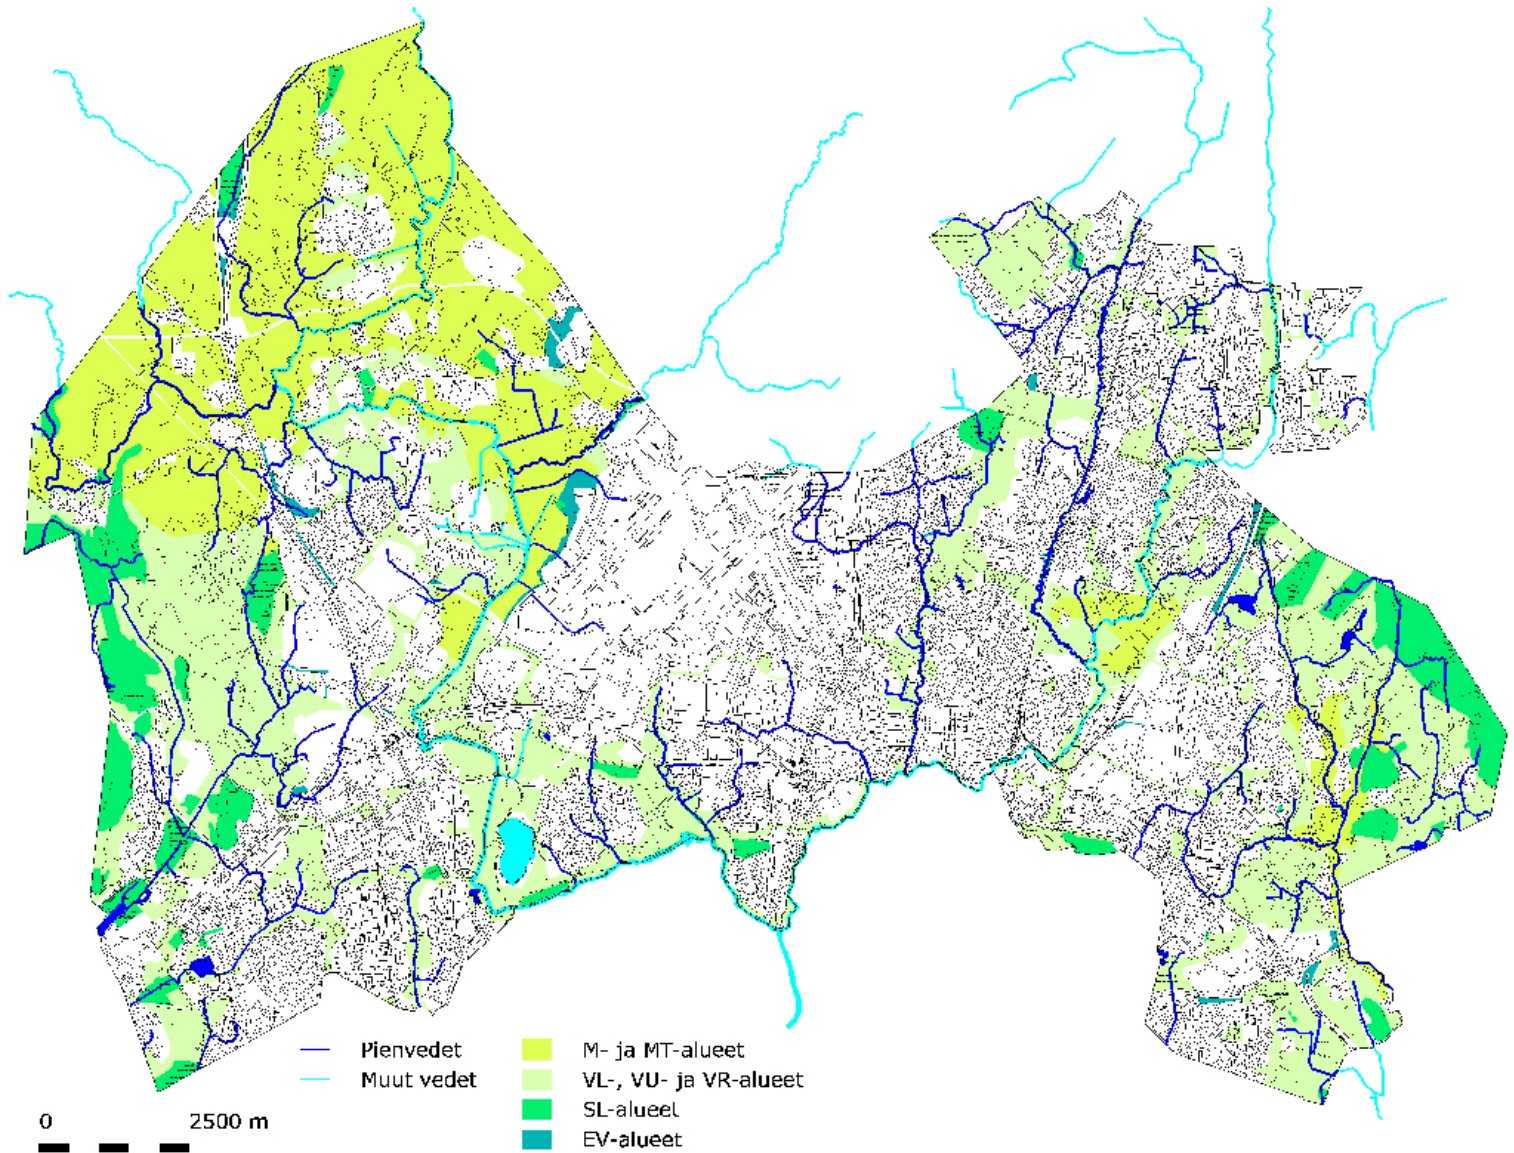 Pienvedet
Muut vedet
M- ja MT-alueet
VL-, VU- ja VR-alueet
SL-alueet
EV-alueet
0 2500 m